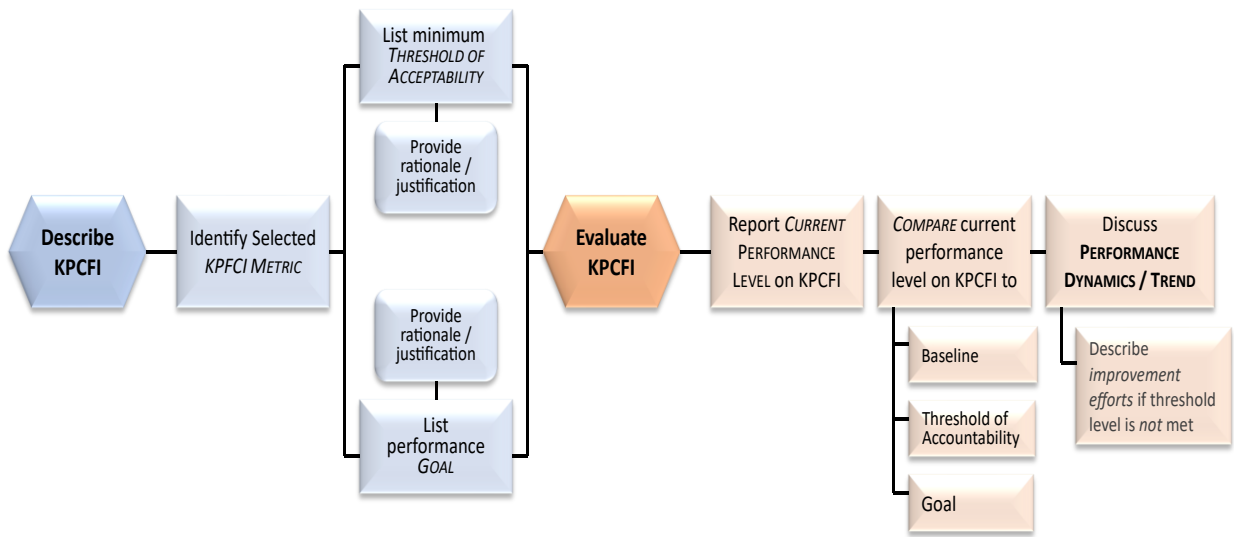 Describe
KPCFI
Identify Selected
KPFCI METRIC
List minimum
THRESHOLD OF
ACCEPTABILITY
Provide
rationale /
justification
Provide
rationale /
justification
List
performance
GOAL
Evaluate
KPCFI
Report CURRENT
PERFORMANCE
LEVEL on KPCFI
COMPARE current
performance
level on KPCFI to
Baseline
Threshold of
Accountability
Goal
Discuss
PERFORMANCE
DYNAMICS / TREND
Describe
improvement
efforts if threshold
level is not met